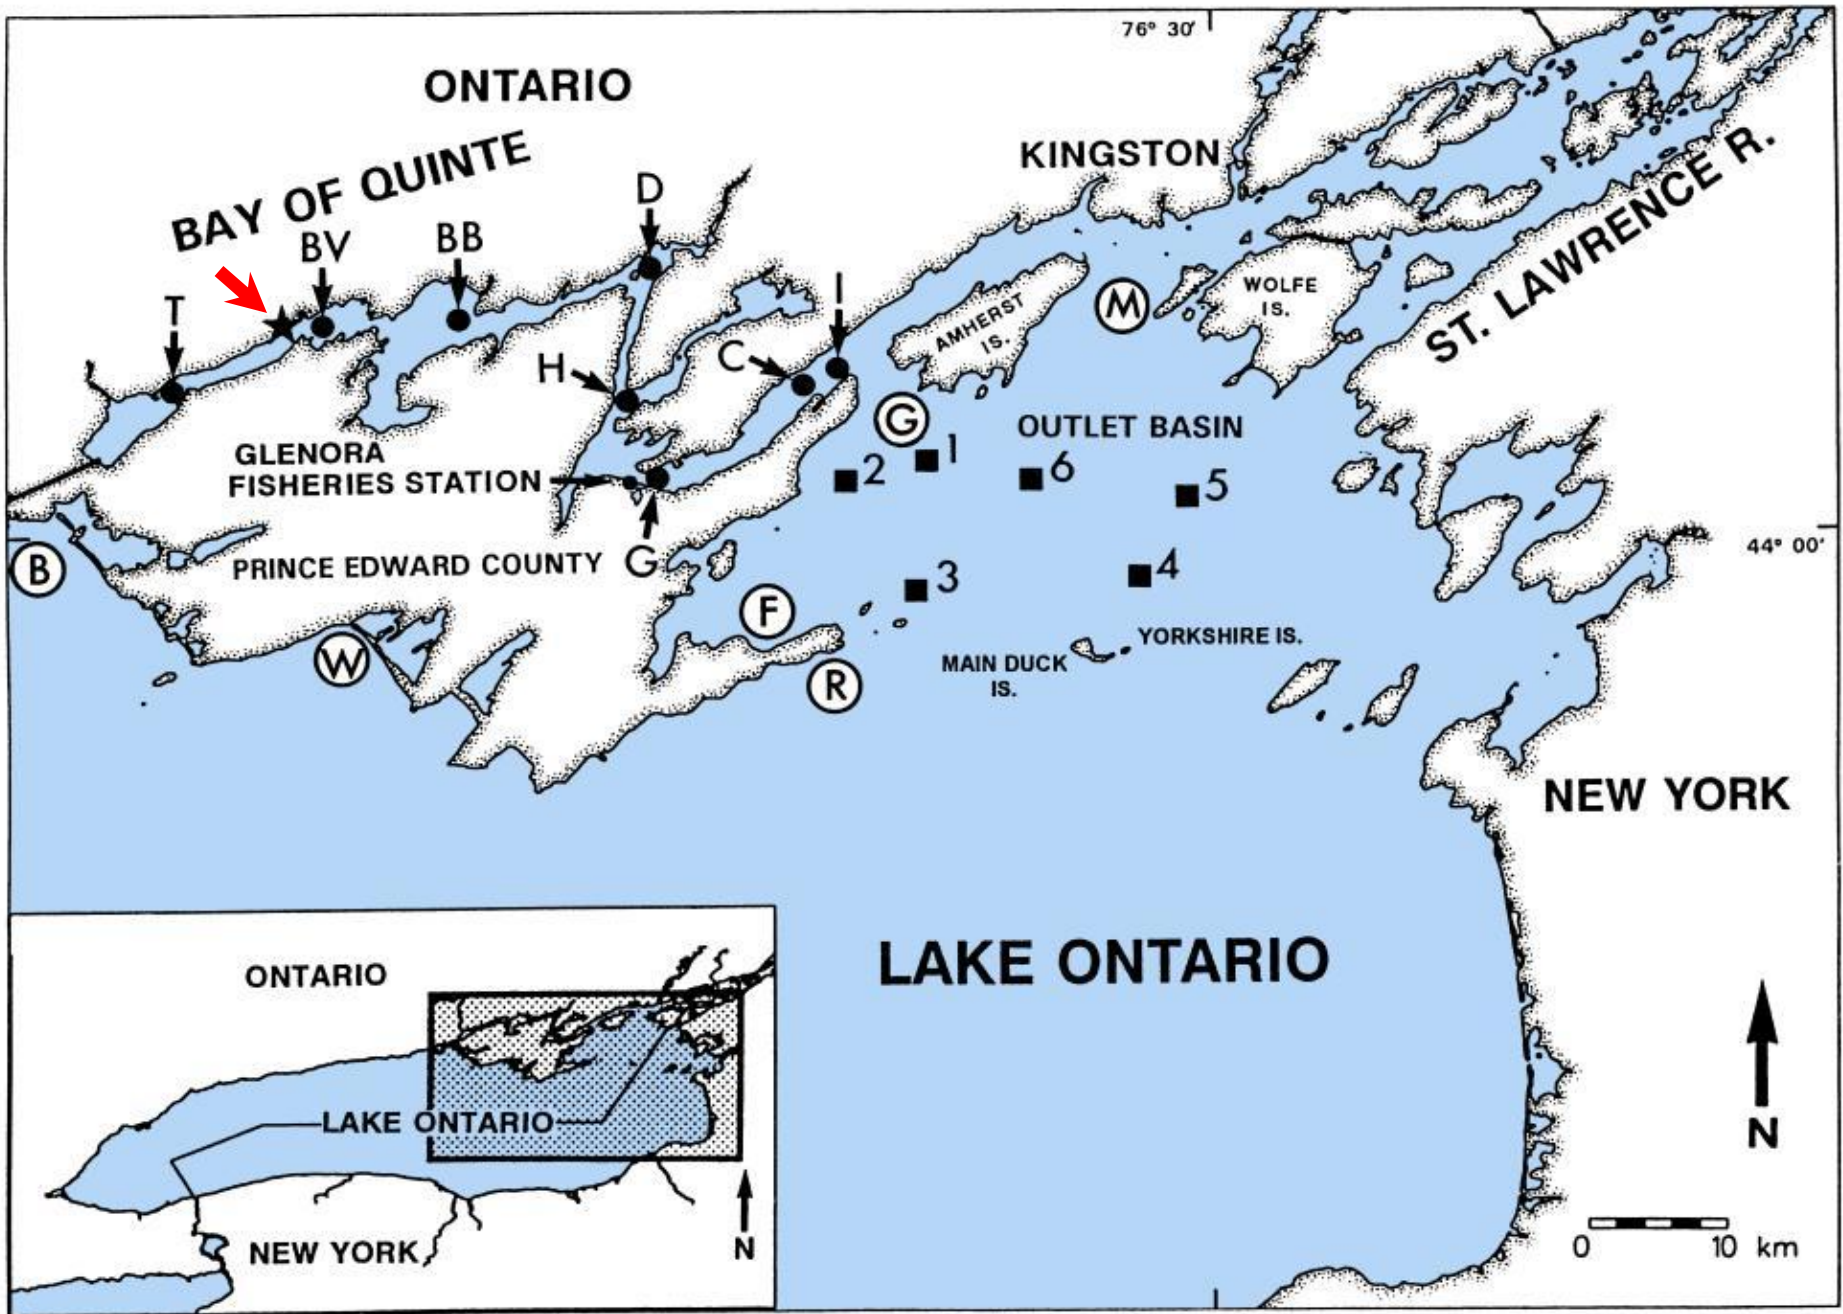 76° 30'
ONTARIO
BAY OF QUINTE
KINGSTON
D
BV
BB
T
I
H
C
AMHERST
IS.
M
WOLFE
IS.
ST. LAWRENCE R.
G
OUTLET BASIN
1
2
6
5
GLENORA
FISHERIES STATION
G
B
PRINCE EDWARD COUNTY
44° 00'
3
4
F
W
R
YORKSHIRE IS.
MAIN DUCK
IS.
NEW YORK
LAKE ONTARIO
N
0 10 km
ONTARIO
LAKE ONTARIO
NEW YORK
N